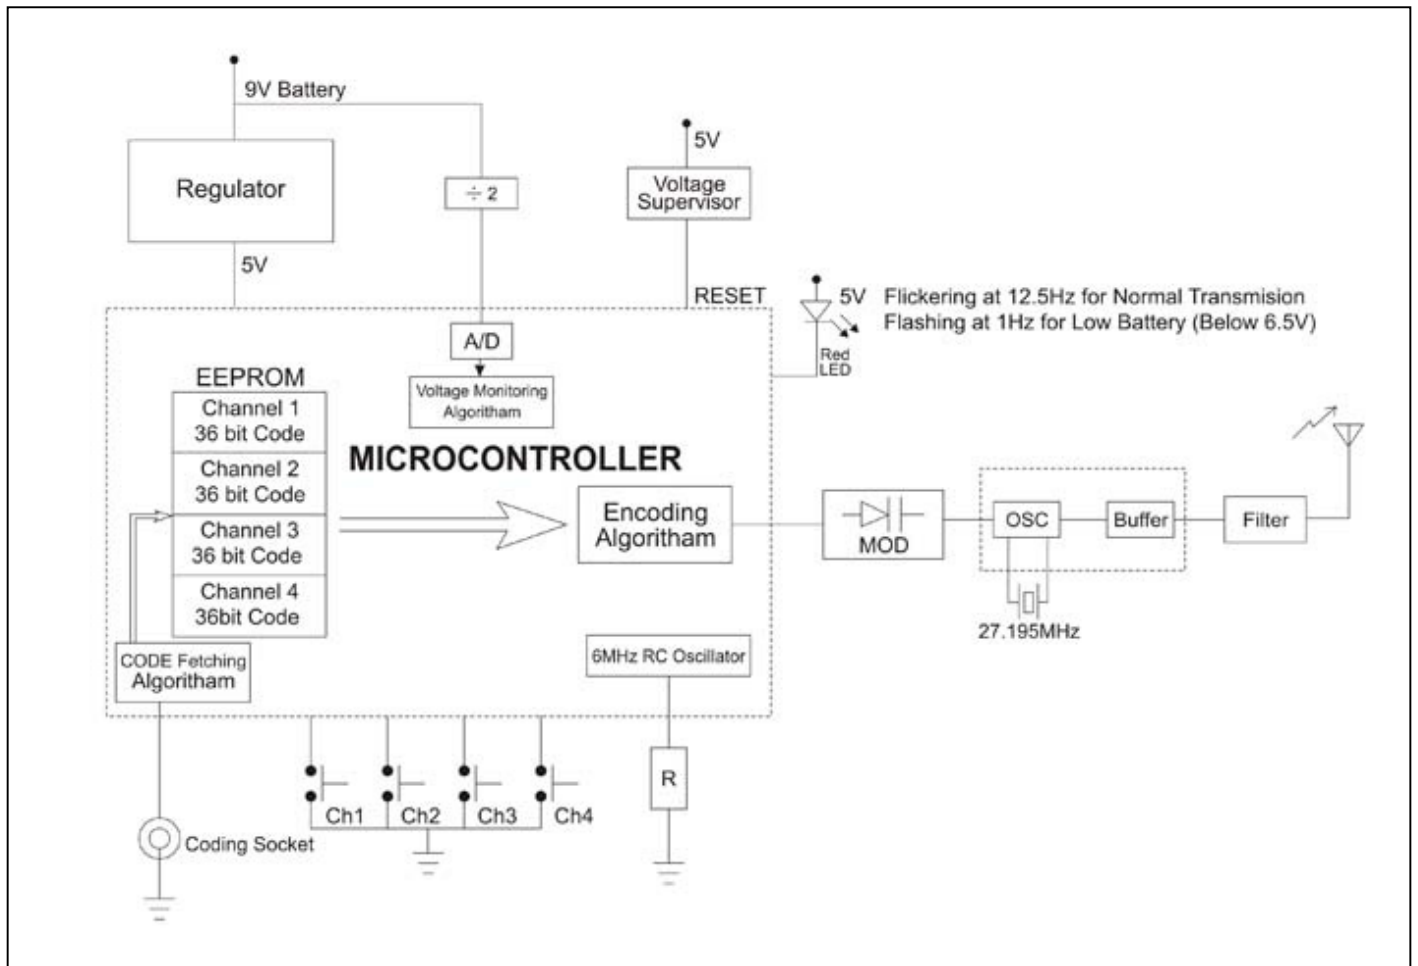 9V Battery
Regulator
5V
÷ 2
5V
Voltage
Supervisor
RESET
5V Flickering at 12.5Hz for Normal Transmision
Flashing at 1Hz for Low Battery (Below 6.5V)
Red
LED
A/D
Voltage Monitoring
Algoritham
EEPROM
Channel 1
36 bit Code
Channel 2
36 bit Code
Channel 3
36 bit Code
Channel 4
36bit Code
MICROCONTROLLER
Encoding
Algoritham
MOD
OSC
Buffer
Filter
27.195MHz
CODE Fetching
Algoritham
6MHz RC Oscillator
R
Ch1
Ch2
Ch3
Ch4
Coding Socket